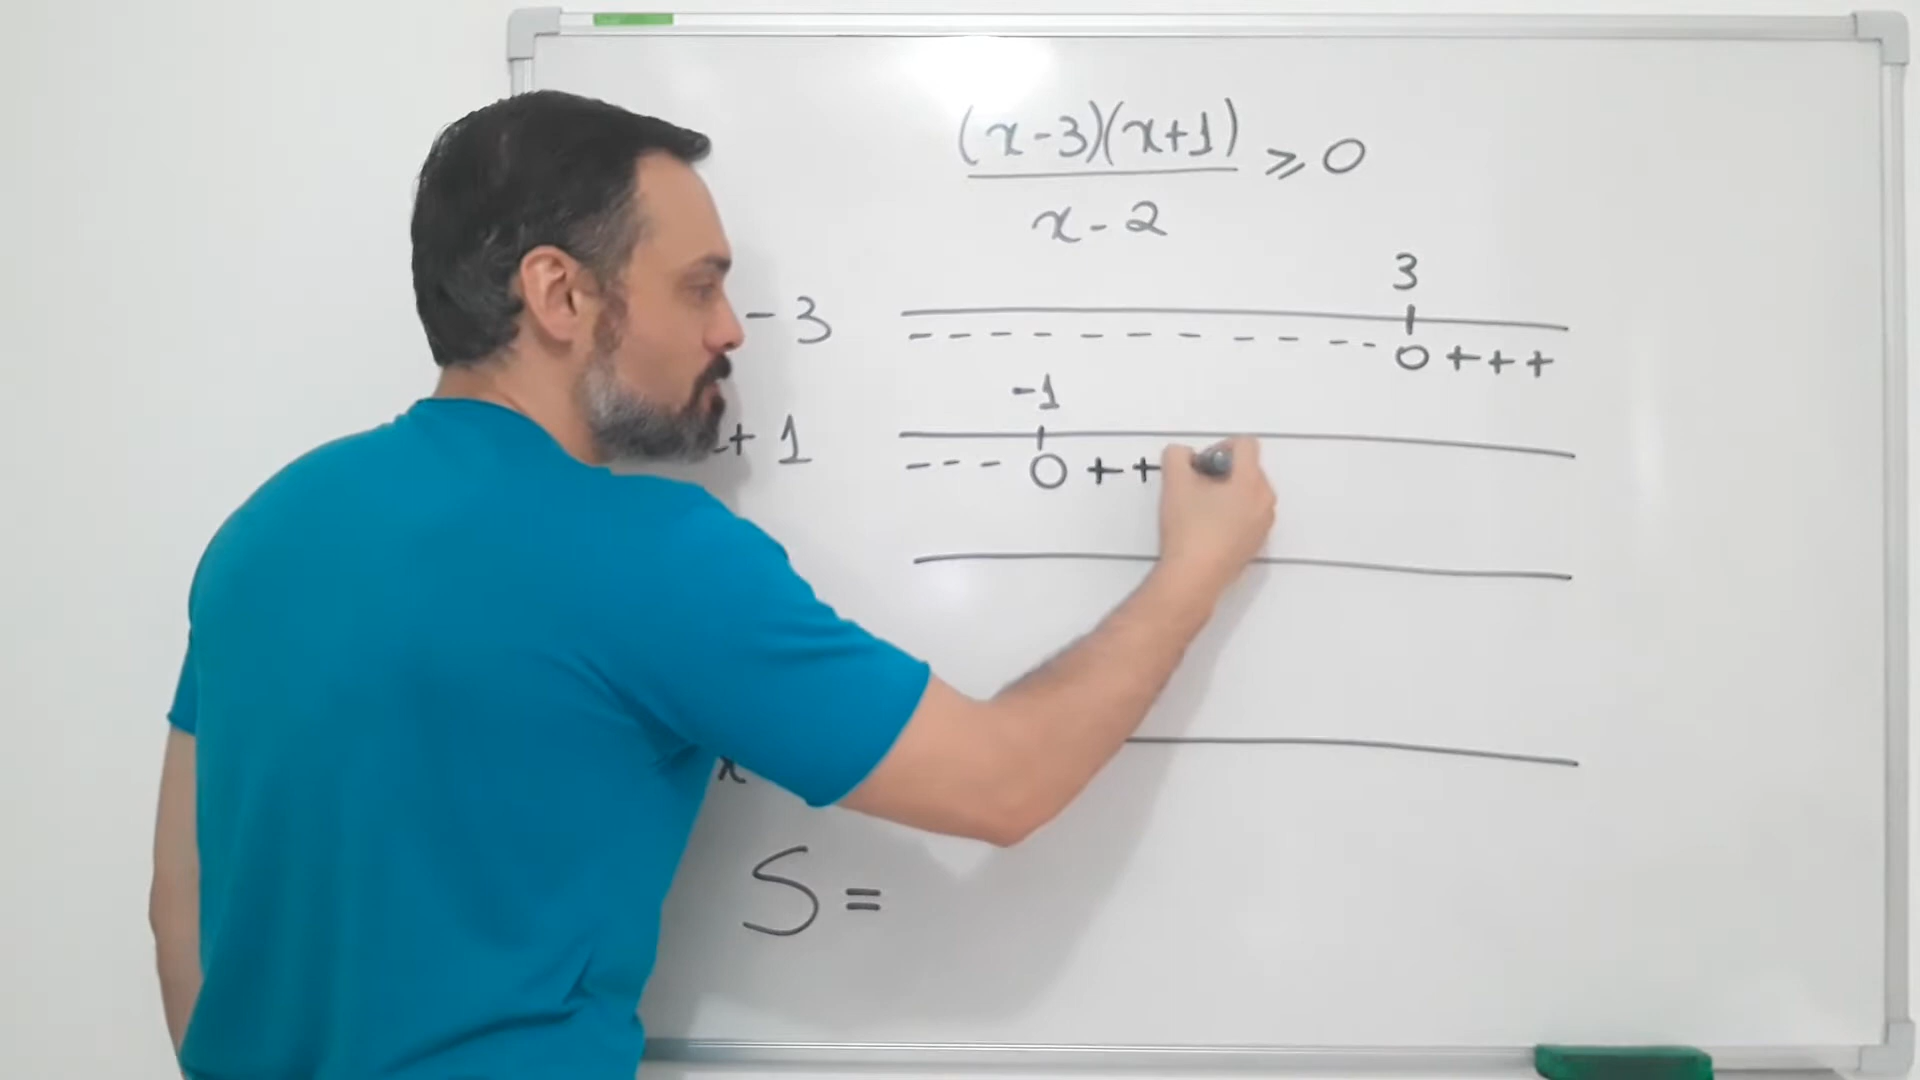 (x-3)(x+1)
≥ 0
x-2
3
-3
- - - - - - - - - - - 0 + + +
-1
+ 1
- - - 0 + +
x
S =